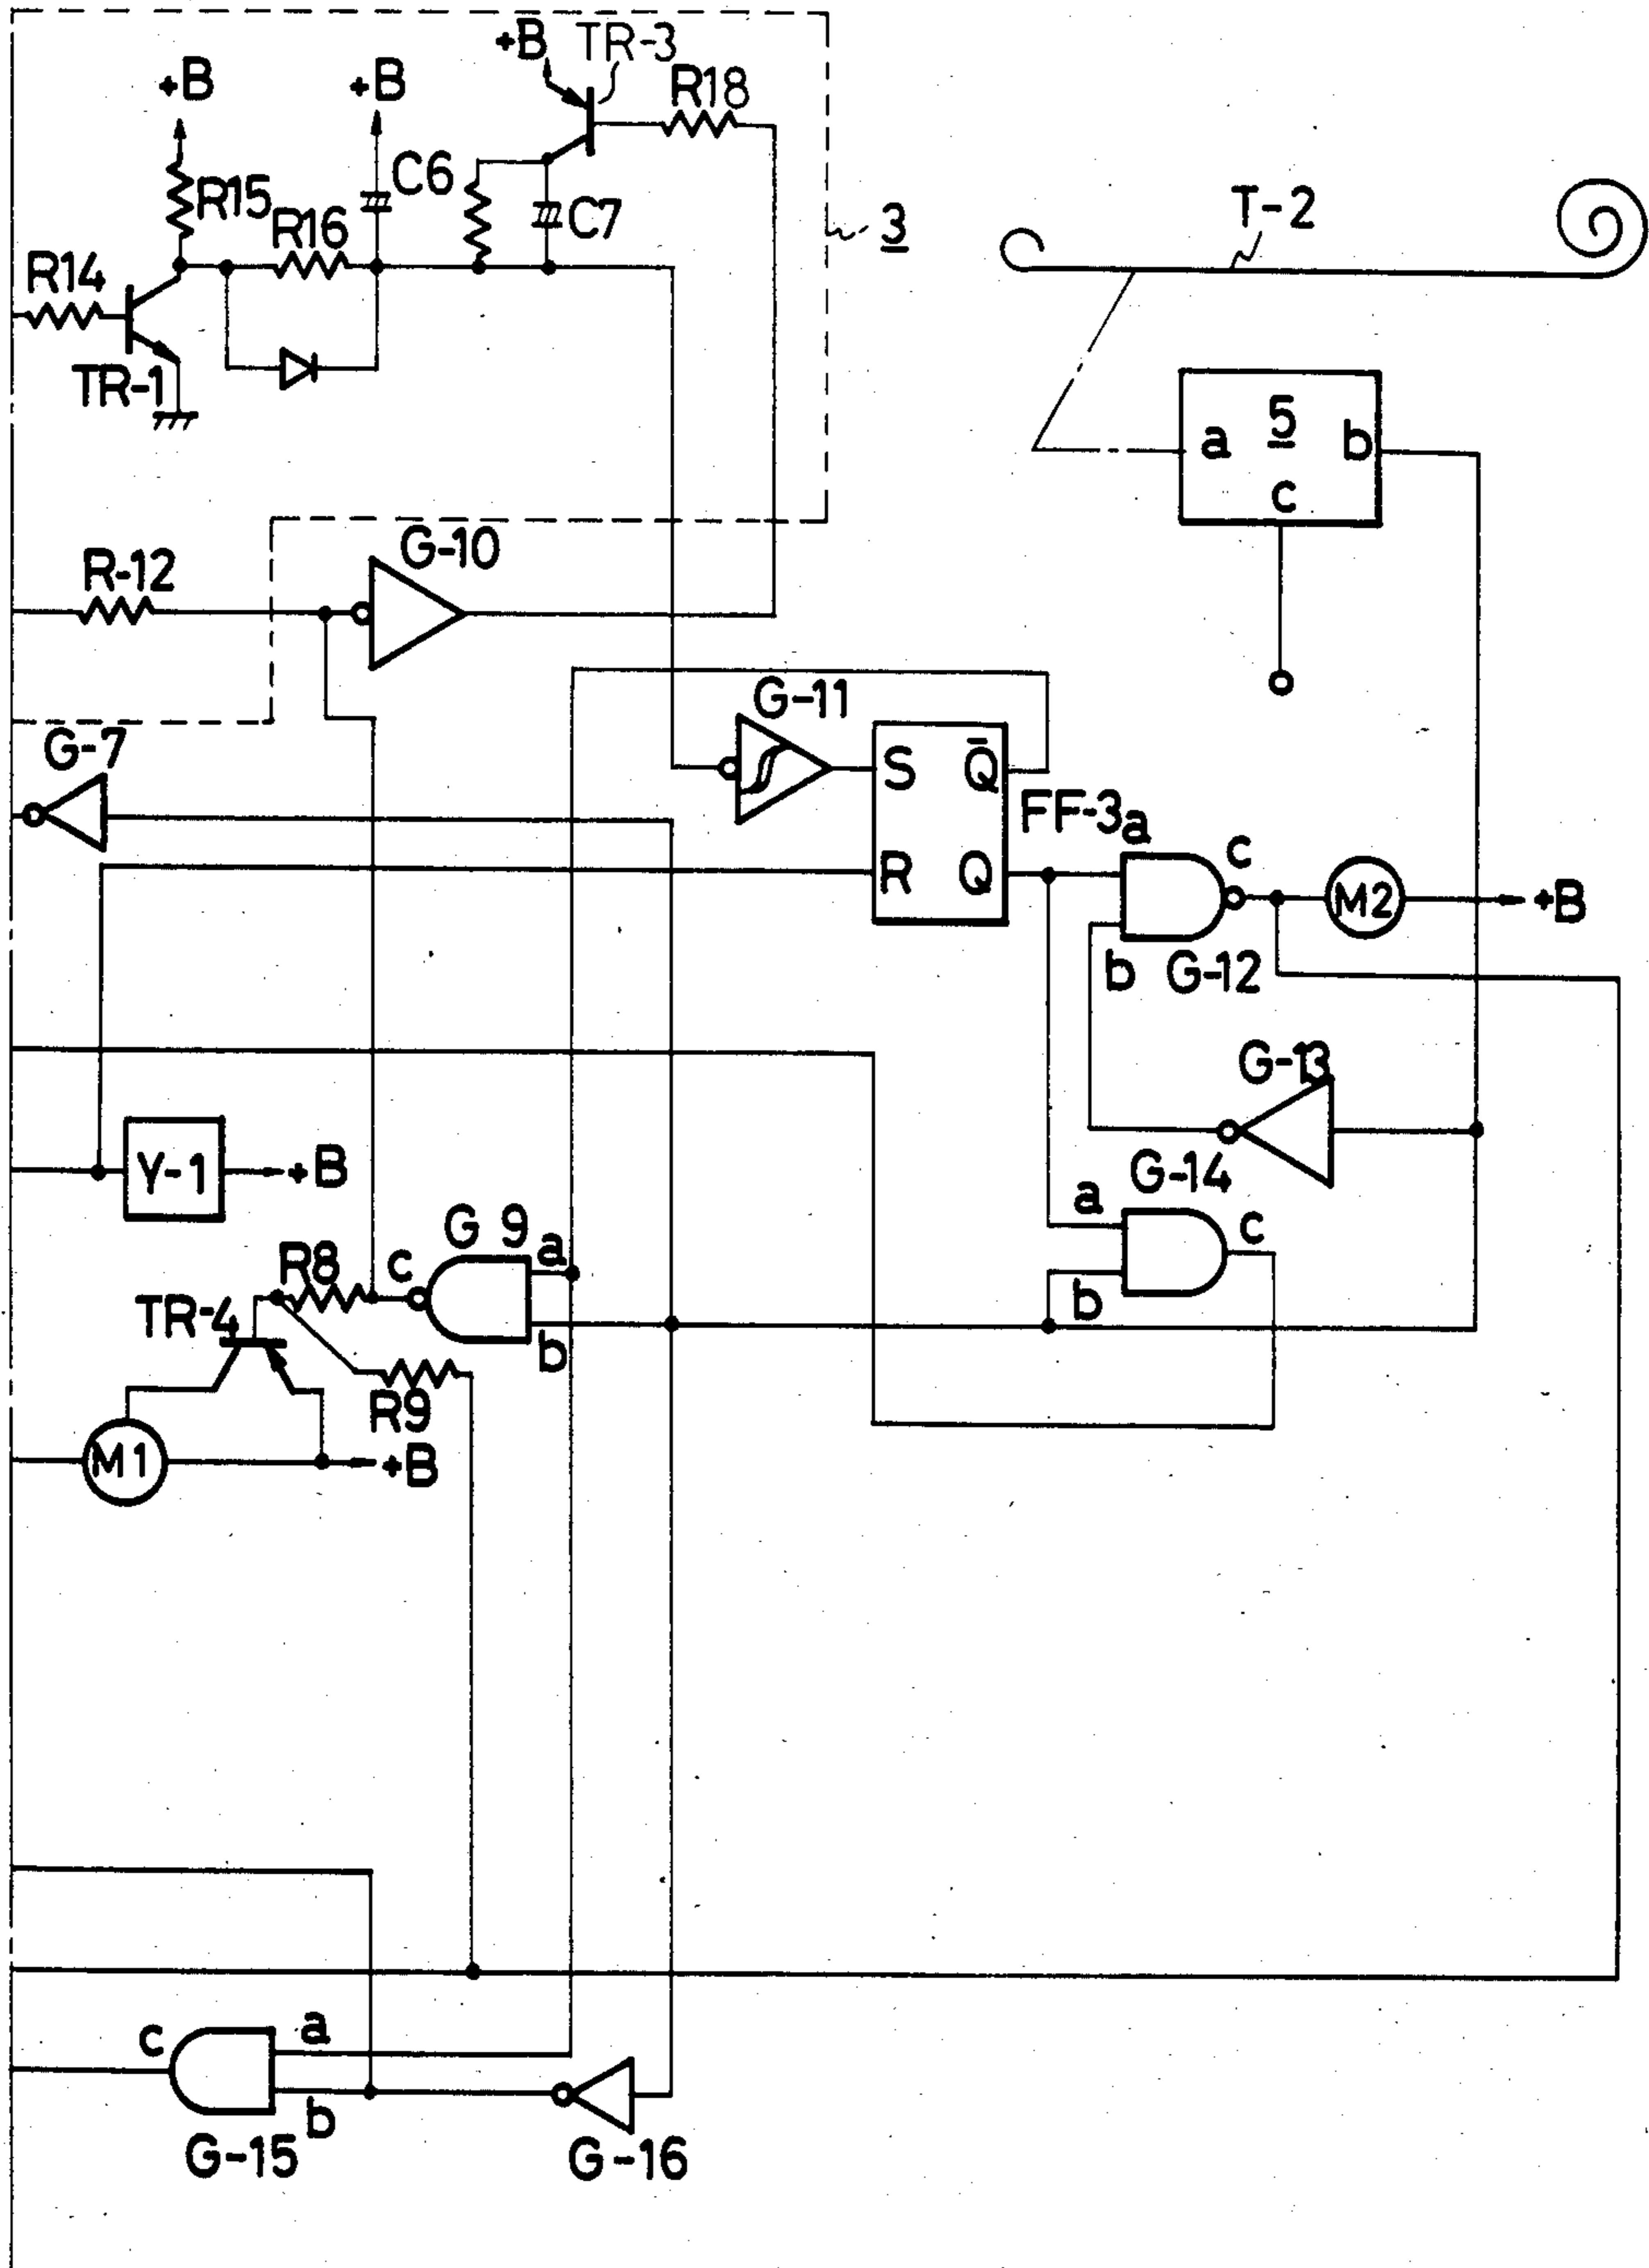 +B TR-3
+B +B R18
C6
R15 R16 C7 3 T-2
R14
TR-1
5
a b
c
R-12 G-10
G-11
G-7
S Q̄
FF-3 a
R Q c
M2 +B
b G-12
G-13
Y-1 +B
G-14
a
G 9 a c
R8 c
TR-4 b
b
R9
M1 +B
c a
b
G-15 G-16